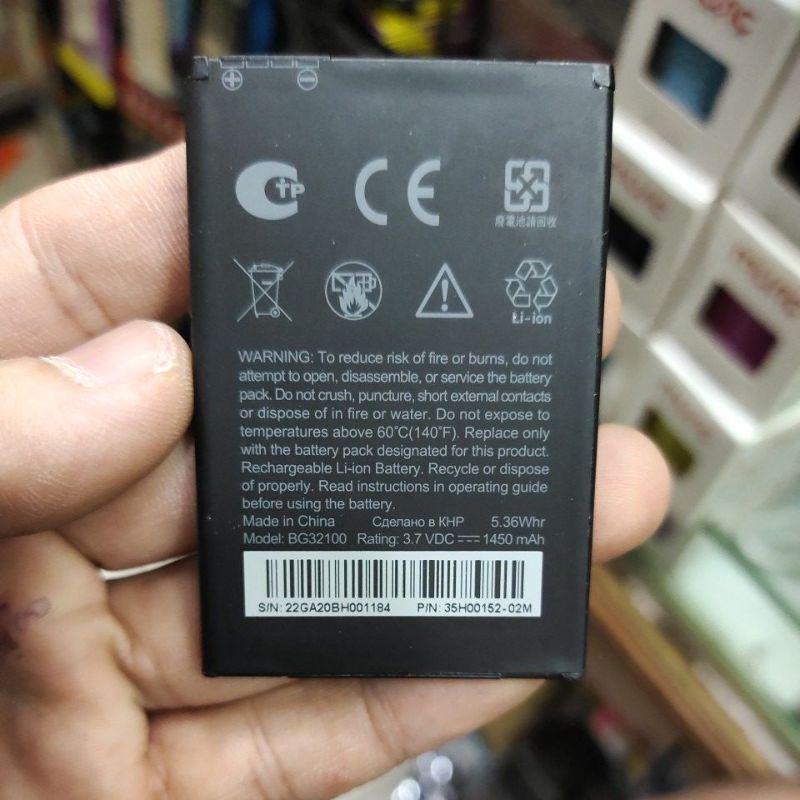 + −
tP CE
廢電池請回收
Li-ion
WARNING: To reduce risk of fire or burns, do not
attempt to open, disassemble, or service the battery
pack. Do not crush, puncture, short external contacts
or dispose of in fire or water. Do not expose to
temperatures above 60°C(140°F). Replace only
with the battery pack designated for this product.
Rechargeable Li-ion Battery. Recycle or dispose
of properly. Read instructions in operating guide
before using the battery.
Made in China Сделано в КНР 5.36Whr
Model: BG32100 Rating: 3.7 VDC ⎓ 1450 mAh
S/N: 22GA20BH001184 P/N: 35H00152-02M